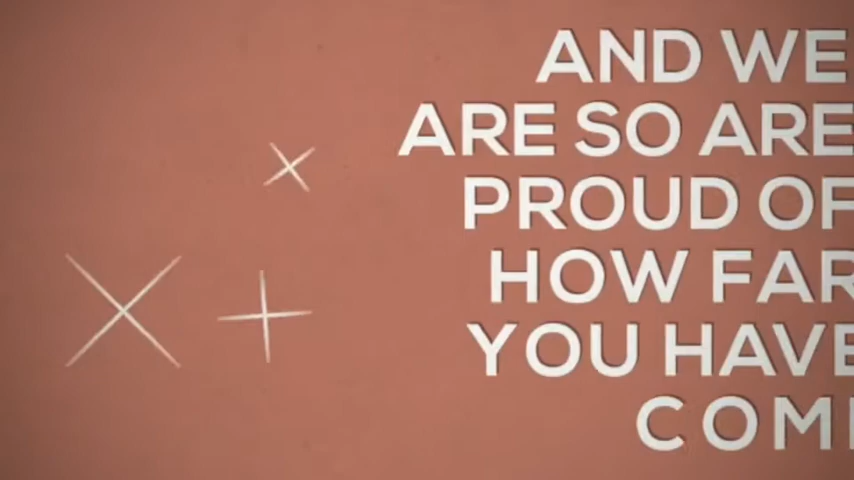 AND WE
ARE SO ARE
PROUD OF
HOW FAR
YOU HAVE
COM